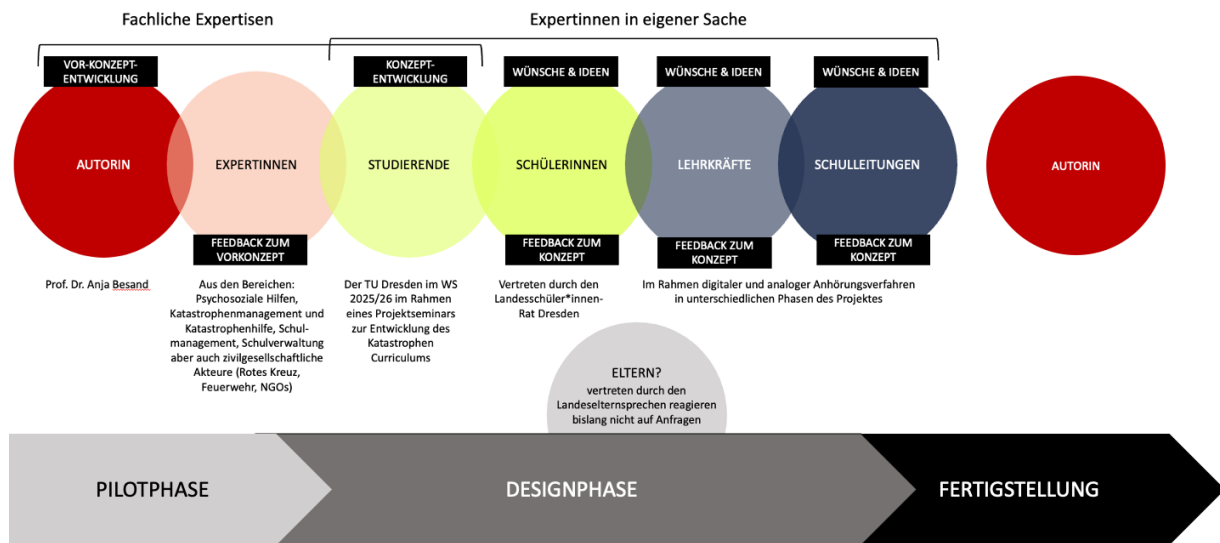 Fachliche Expertisen
Expertinnen in eigener Sache
VOR-KONZEPT-
ENTWICKLUNG
KONZEPT-
ENTWICKLUNG
WÜNSCHE & IDEEN
WÜNSCHE & IDEEN
WÜNSCHE & IDEEN
AUTORIN
EXPERTINNEN
STUDIERENDE
SCHÜLERINNEN
LEHRKRÄFTE
SCHULLEITUNGEN
AUTORIN
FEEDBACK ZUM
VORKONZEPT
FEEDBACK ZUM
KONZEPT
FEEDBACK ZUM
KONZEPT
FEEDBACK ZUM
KONZEPT
Prof. Dr. Anja Besand
Aus den Bereichen:
Psychosoziale Hilfen,
Katastrophenmanagement und
Katastrophenhilfe, Schul-
management, Schulverwaltung
aber auch zivilgesellschaftliche
Akteure (Rotes Kreuz,
Feuerwehr, NGOs)
Der TU Dresden im WS
2025/26 im Rahmen
eines Projektseminars
zur Entwicklung des
Katastrophen
Curriculums
Vertreten durch den
Landesschüler*innen-
Rat Dresden
Im Rahmen digitaler und analoger Anhörungsverfahren
in unterschiedlichen Phasen des Projektes
ELTERN?
vertreten durch den
Landeselternsprechen reagieren
bislang nicht auf Anfragen
PILOTPHASE
DESIGNPHASE
FERTIGSTELLUNG